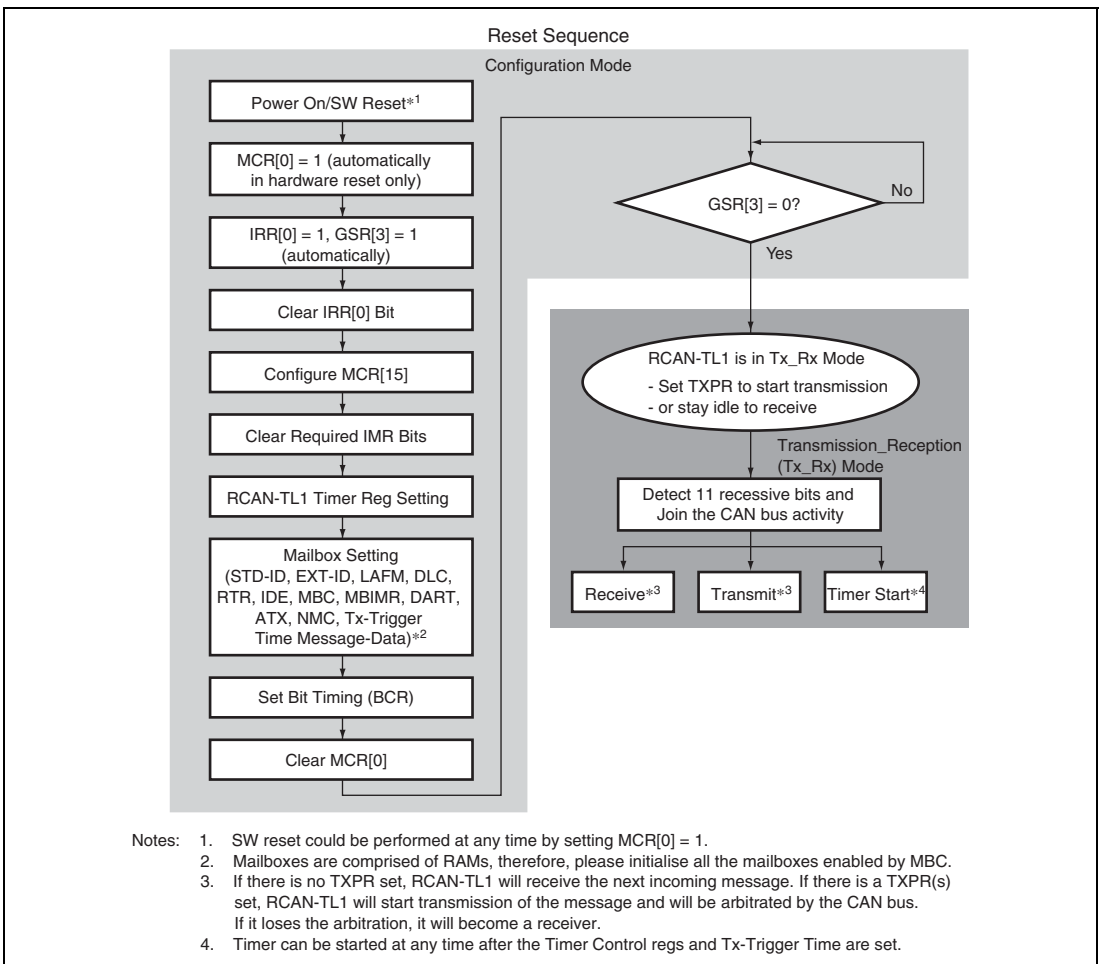 Reset Sequence
Configuration Mode
Power On/SW Reset*1
MCR[0] = 1 (automatically
in hardware reset only)
IRR[0] = 1, GSR[3] = 1
(automatically)
Clear IRR[0] Bit
Configure MCR[15]
Clear Required IMR Bits
RCAN-TL1 Timer Reg Setting
Mailbox Setting
(STD-ID, EXT-ID, LAFM, DLC,
RTR, IDE, MBC, MBIMR, DART,
ATX, NMC, Tx-Trigger
Time Message-Data)*2
Set Bit Timing (BCR)
Clear MCR[0]
GSR[3] = 0?
No
Yes
RCAN-TL1 is in Tx_Rx Mode
- Set TXPR to start transmission
- or stay idle to receive
Transmission_Reception
(Tx_Rx) Mode
Detect 11 recessive bits and
Join the CAN bus activity
Receive*3
Transmit*3
Timer Start*4
Notes: 1. SW reset could be performed at any time by setting MCR[0] = 1.
2. Mailboxes are comprised of RAMs, therefore, please initialise all the mailboxes enabled by MBC.
3. If there is no TXPR set, RCAN-TL1 will receive the next incoming message. If there is a TXPR(s)
set, RCAN-TL1 will start transmission of the message and will be arbitrated by the CAN bus.
If it loses the arbitration, it will become a receiver.
4. Timer can be started at any time after the Timer Control regs and Tx-Trigger Time are set.